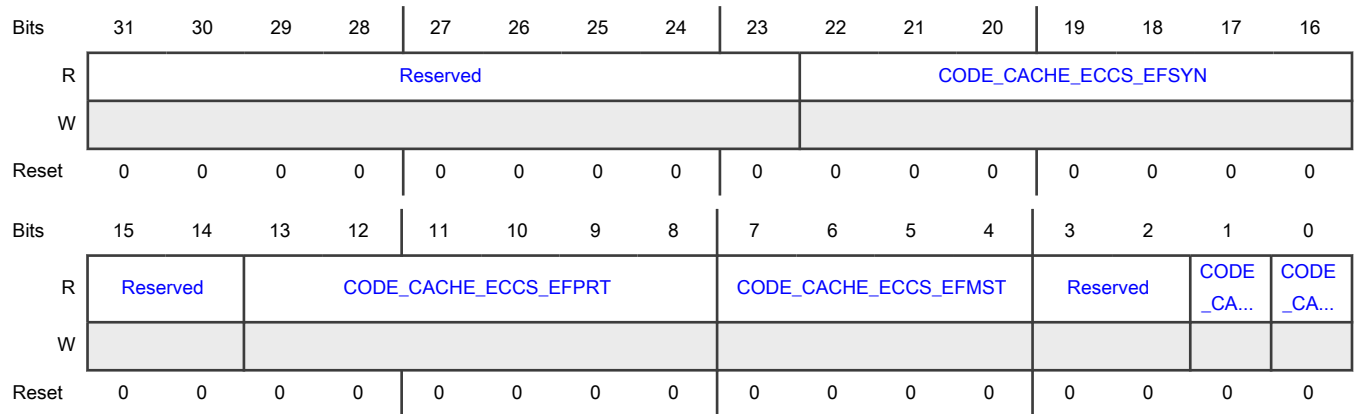 Bits 31 30 29 28 27 26 25 24 23 22 21 20 19 18 17 16
R Reserved CODE_CACHE_ECCS_EFSYN
W
Reset 0 0 0 0 0 0 0 0 0 0 0 0 0 0 0 0
Bits 15 14 13 12 11 10 9 8 7 6 5 4 3 2 1 0
R Reserved CODE_CACHE_ECCS_EFPRT CODE_CACHE_ECCS_EFMST Reserved CODE _CA... CODE _CA...
W
Reset 0 0 0 0 0 0 0 0 0 0 0 0 0 0 0 0